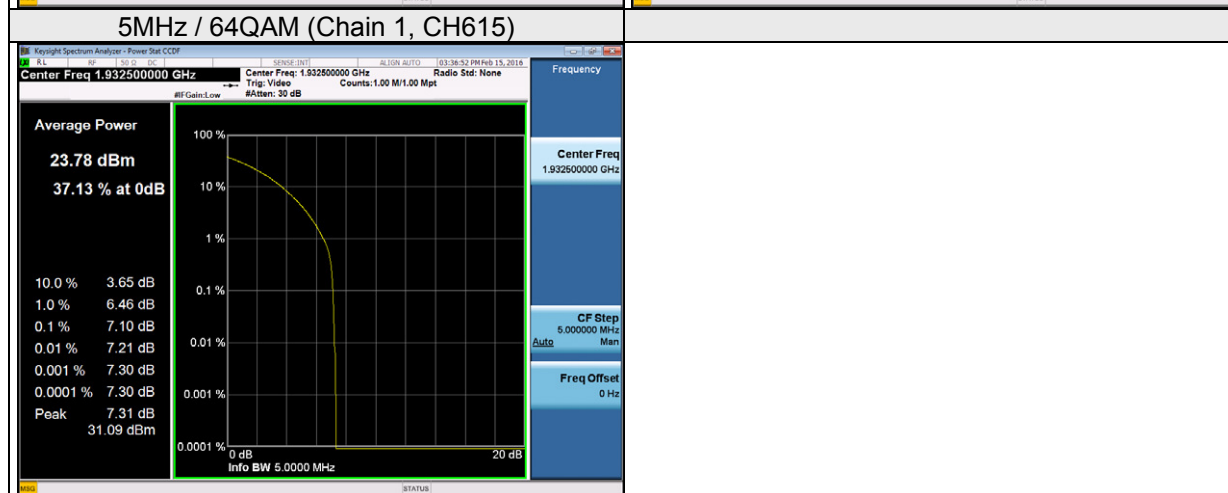 5MHz / 64QAM (Chain 1, CH615)
Keysight Spectrum Analyzer - Power Stat CCDF
RL RF 50 Ω DC SENSE:INT ALIGN AUTO 03:36:52 PM Feb 15, 2016
Center Freq 1.932500000 GHz
Center Freq: 1.932500000 GHz Radio Std: None
Trig: Video Counts:1.00 M/1.00 Mpt
#IFGain:Low #Atten: 30 dB
Frequency
Average Power
23.78 dBm
37.13 % at 0dB
10.0 % 3.65 dB
1.0 % 6.46 dB
0.1 % 7.10 dB
0.01 % 7.21 dB
0.001 % 7.30 dB
0.0001 % 7.30 dB
Peak 7.31 dB
31.09 dBm
100 %
10 %
1 %
0.1 %
0.01 %
0.001 %
0.0001 %
0 dB 20 dB
Info BW 5.0000 MHz
Center Freq
1.932500000 GHz
CF Step
5.000000 MHz
Auto Man
Freq Offset
0 Hz
MSG STATUS